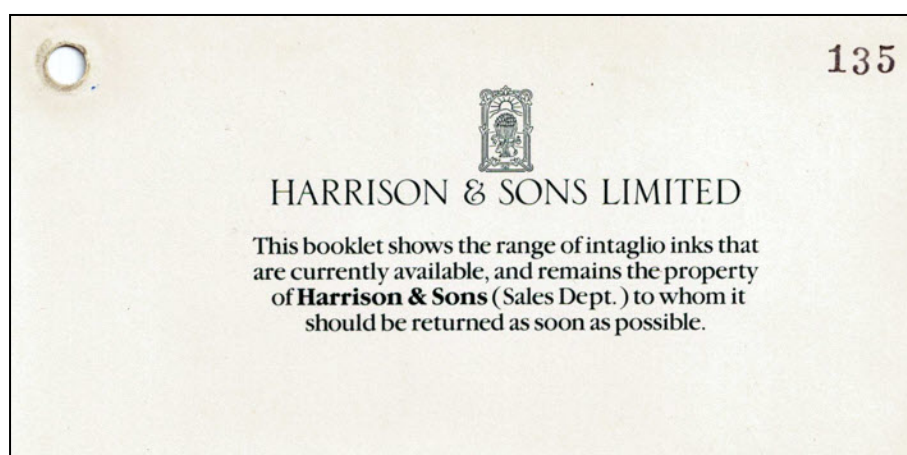 135
HARRISON & SONS LIMITED
This booklet shows the range of intaglio inks that
are currently available, and remains the property
of Harrison & Sons (Sales Dept.) to whom it
should be returned as soon as possible.